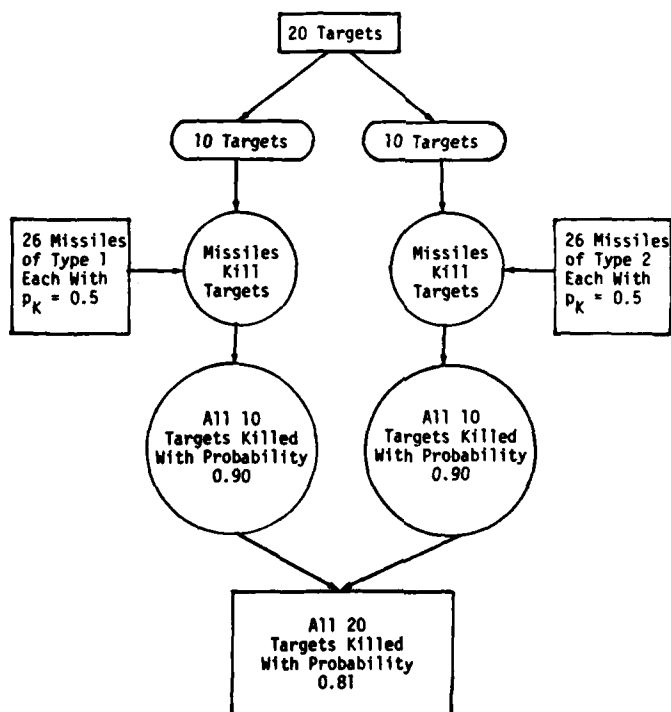 20 Targets
10 Targets
10 Targets
26 Missiles
of Type 1
Each With
pK = 0.5
Missiles
Kill
Targets
Missiles
Kill
Targets
26 Missiles
of Type 2
Each With
pK = 0.5
All 10
Targets Killed
With Probability
0.90
All 10
Targets Killed
With Probability
0.90
All 20
Targets Killed
With Probability
0.81